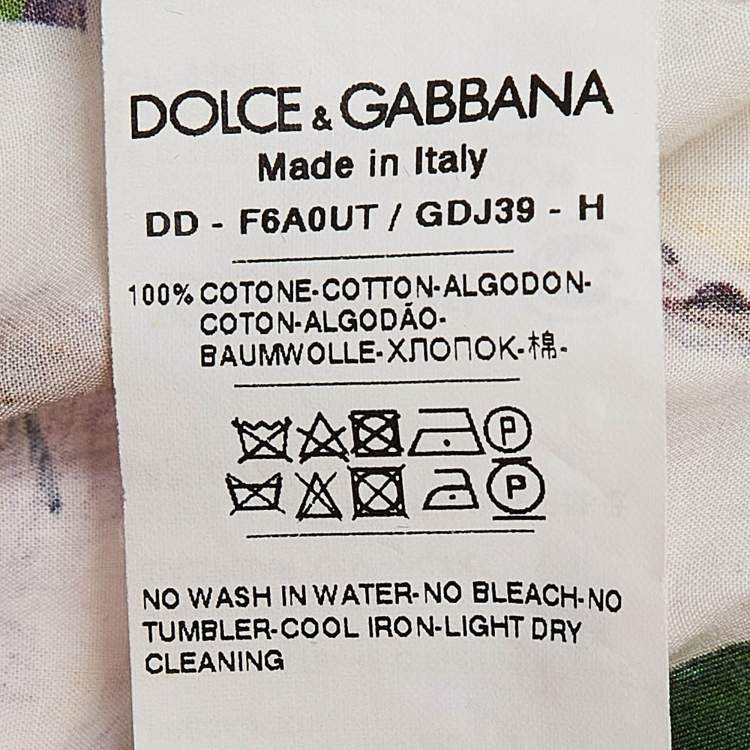 DOLCE & GABBANA
Made in Italy
DD - F6A0UT / GDJ39 - H
100% COTONE-COTTON-ALGODON-
COTON-ALGODÃO-
BAUMWOLLE-ХЛОПОК-棉-
P
P
NO WASH IN WATER-NO BLEACH-NO
TUMBLER-COOL IRON-LIGHT DRY
CLEANING